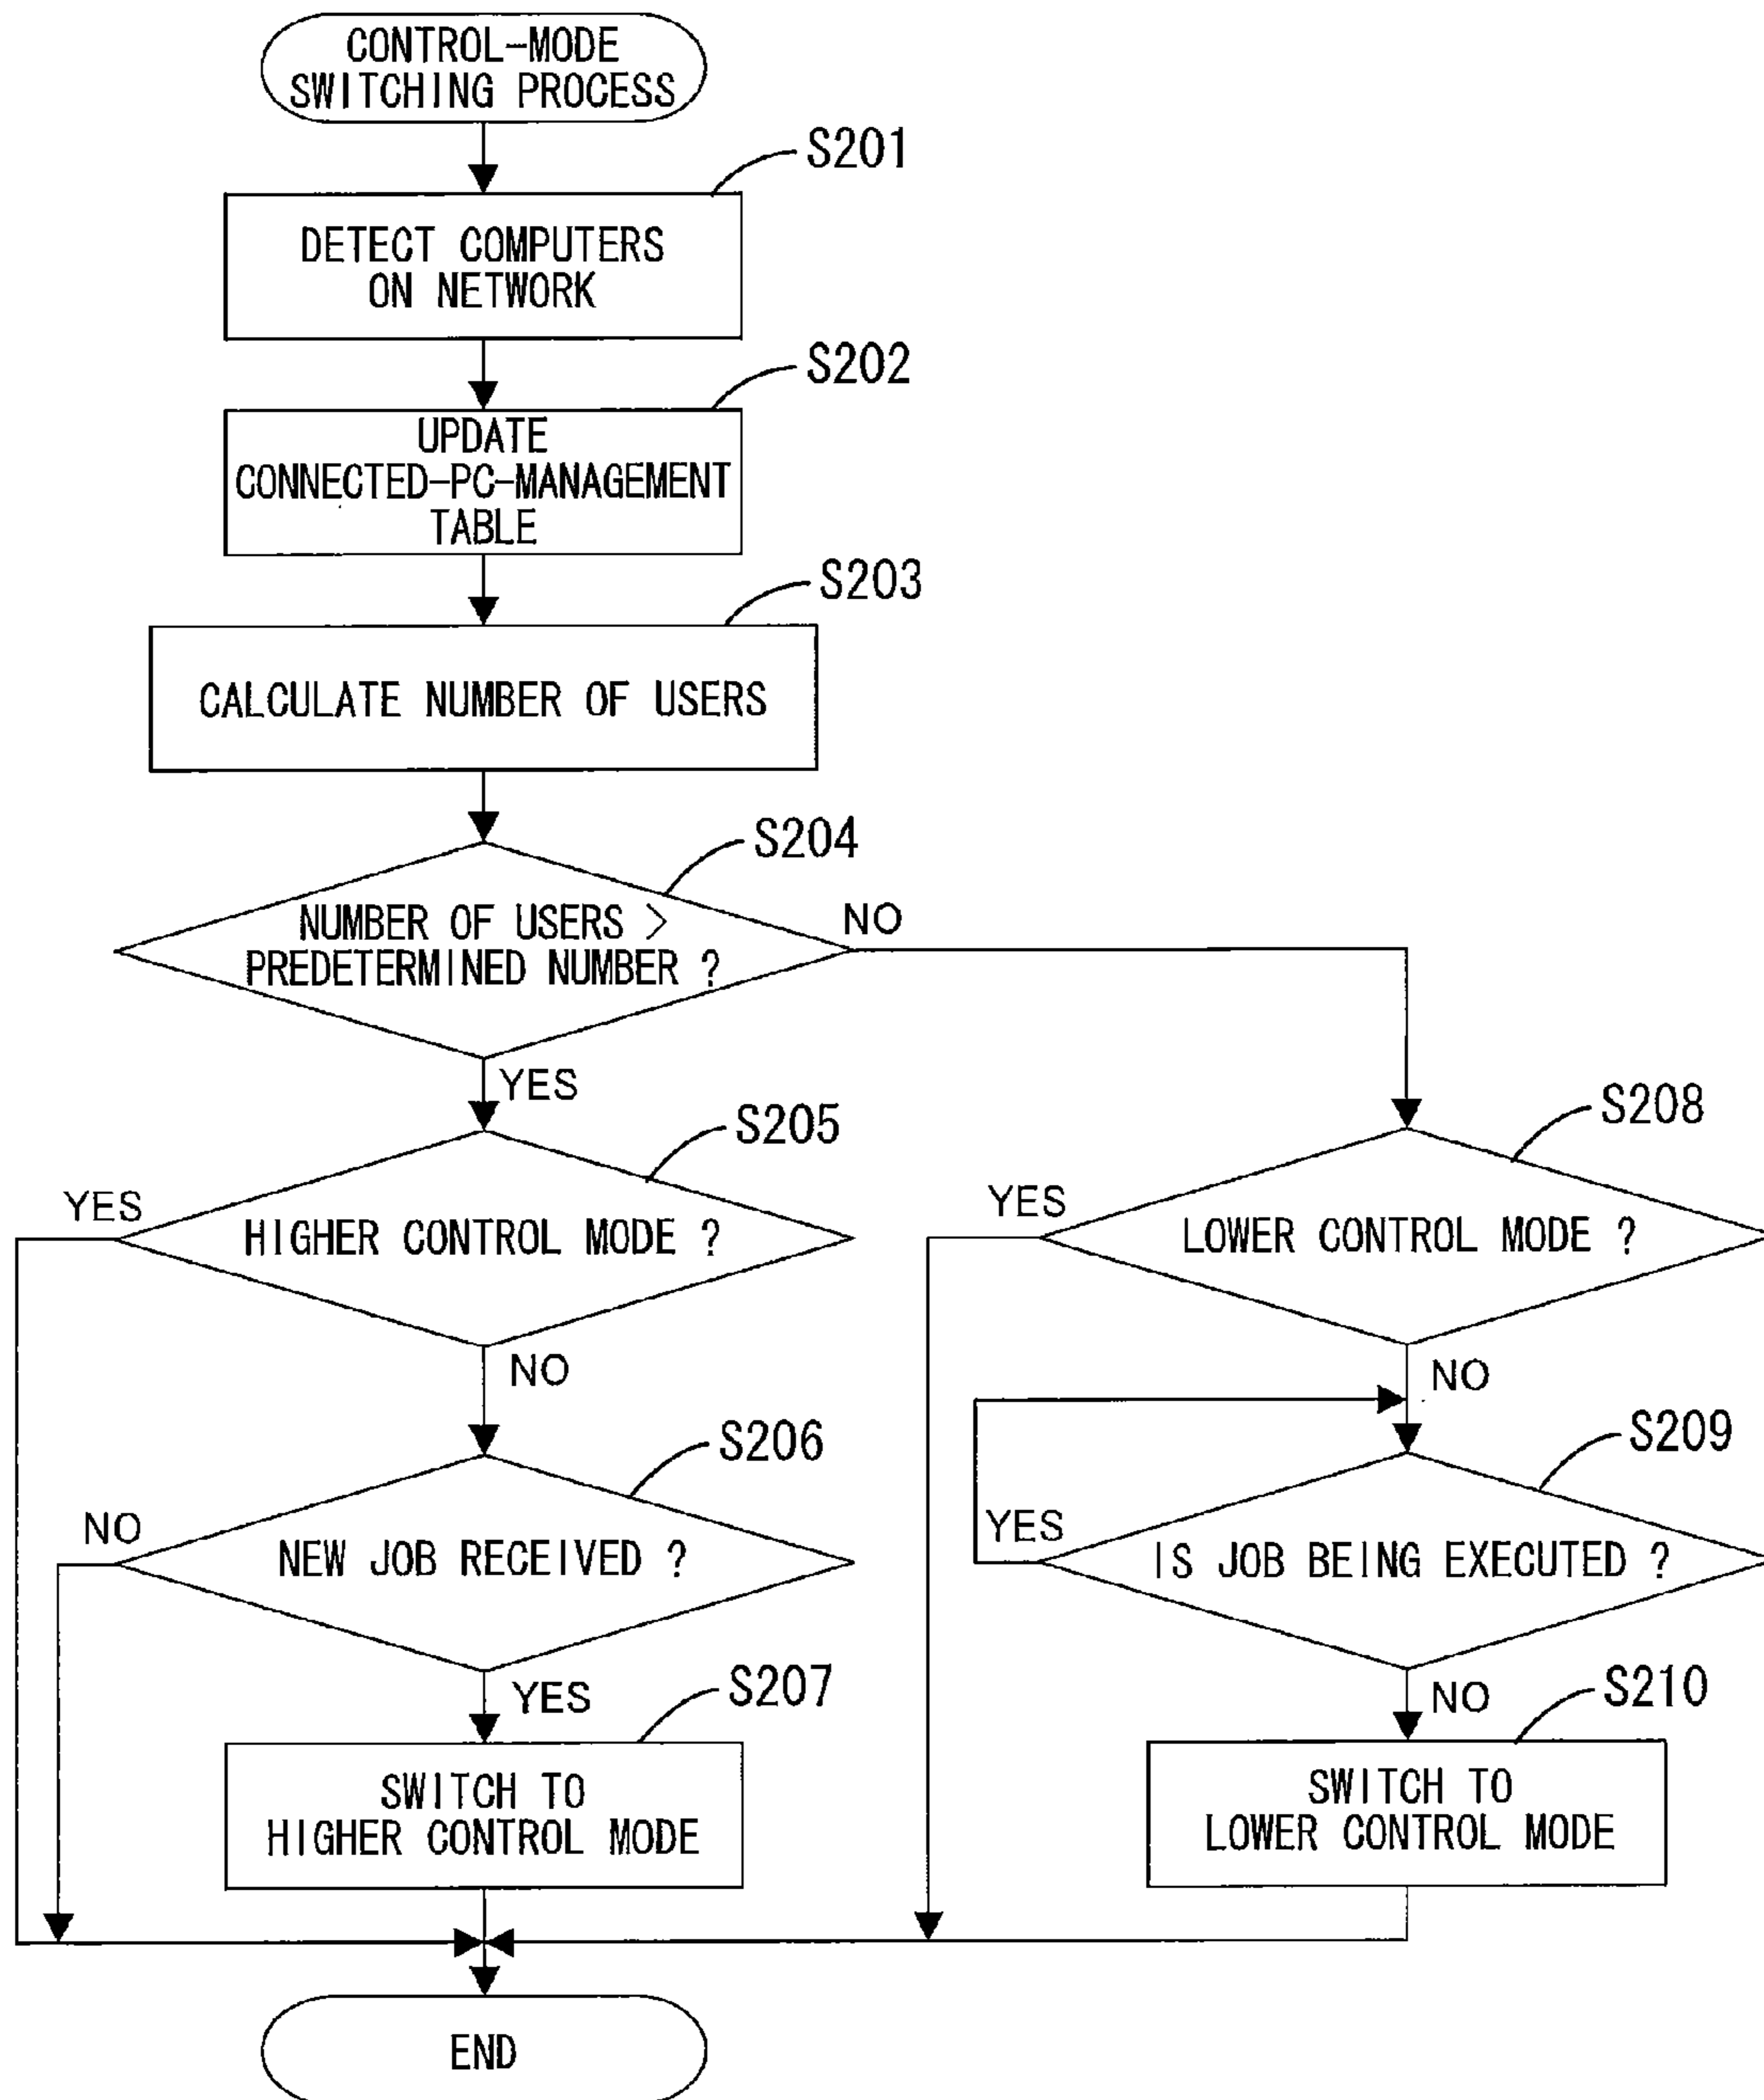 CONTROL-MODE
SWITCHING PROCESS
S201
DETECT COMPUTERS
ON NETWORK
S202
UPDATE
CONNECTED-PC-MANAGEMENT
TABLE
S203
CALCULATE NUMBER OF USERS
S204
NUMBER OF USERS >
PREDETERMINED NUMBER ?
NO
YES
S205
HIGHER CONTROL MODE ?
YES
NO
S206
NEW JOB RECEIVED ?
NO
YES
S207
SWITCH TO
HIGHER CONTROL MODE
S208
LOWER CONTROL MODE ?
YES
NO
S209
IS JOB BEING EXECUTED ?
YES
NO
S210
SWITCH TO
LOWER CONTROL MODE
END